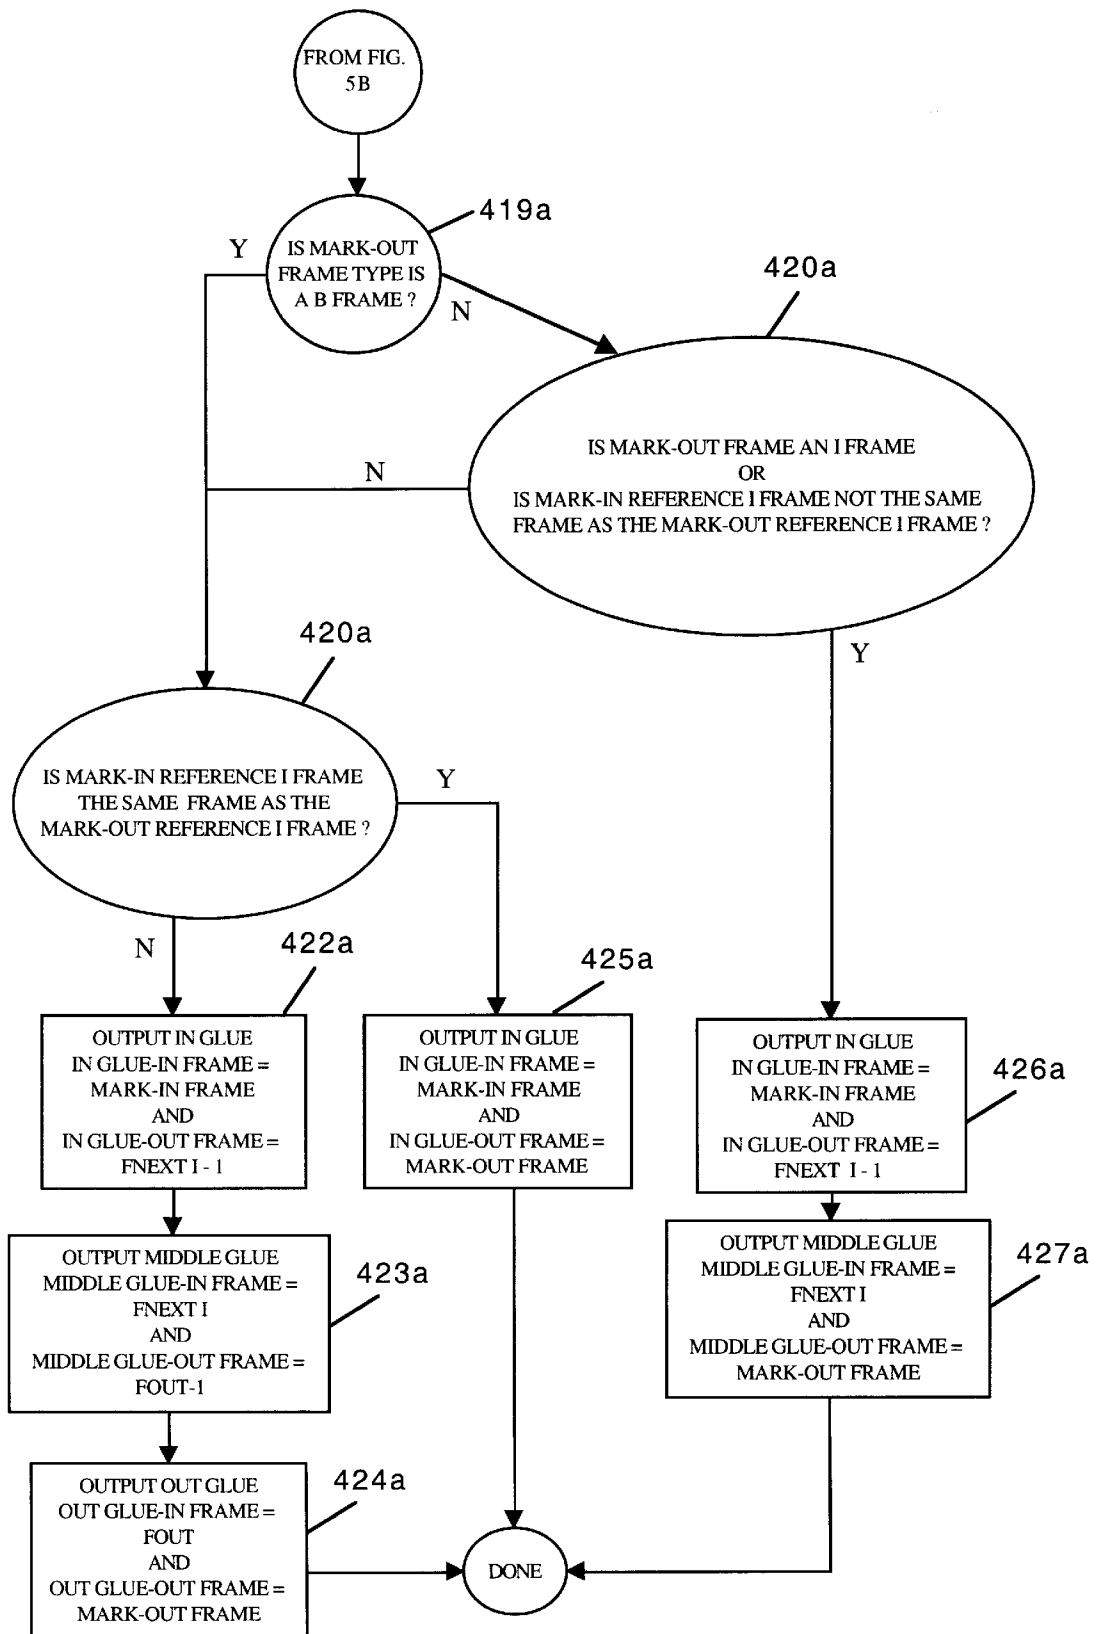 FROM FIG.
5B
419a
IS MARK-OUT
FRAME TYPE IS
A B FRAME ?
Y
N
420a
IS MARK-OUT FRAME AN I FRAME
OR
IS MARK-IN REFERENCE I FRAME NOT THE SAME
FRAME AS THE MARK-OUT REFERENCE I FRAME ?
N
Y
420a
IS MARK-IN REFERENCE I FRAME
THE SAME FRAME AS THE
MARK-OUT REFERENCE I FRAME ?
Y
N
422a
OUTPUT IN GLUE
IN GLUE-IN FRAME =
MARK-IN FRAME
AND
IN GLUE-OUT FRAME =
FNEXT I - 1
425a
OUTPUT IN GLUE
IN GLUE-IN FRAME =
MARK-IN FRAME
AND
IN GLUE-OUT FRAME =
MARK-OUT FRAME
426a
OUTPUT IN GLUE
IN GLUE-IN FRAME =
MARK-IN FRAME
AND
IN GLUE-OUT FRAME =
FNEXT I - 1
423a
OUTPUT MIDDLE GLUE
MIDDLE GLUE-IN FRAME =
FNEXT I
AND
MIDDLE GLUE-OUT FRAME =
FOUT-1
427a
OUTPUT MIDDLE GLUE
MIDDLE GLUE-IN FRAME =
FNEXT I
AND
MIDDLE GLUE-OUT FRAME =
MARK-OUT FRAME
424a
OUTPUT OUT GLUE
OUT GLUE-IN FRAME =
FOUT
AND
OUT GLUE-OUT FRAME =
MARK-OUT FRAME
DONE